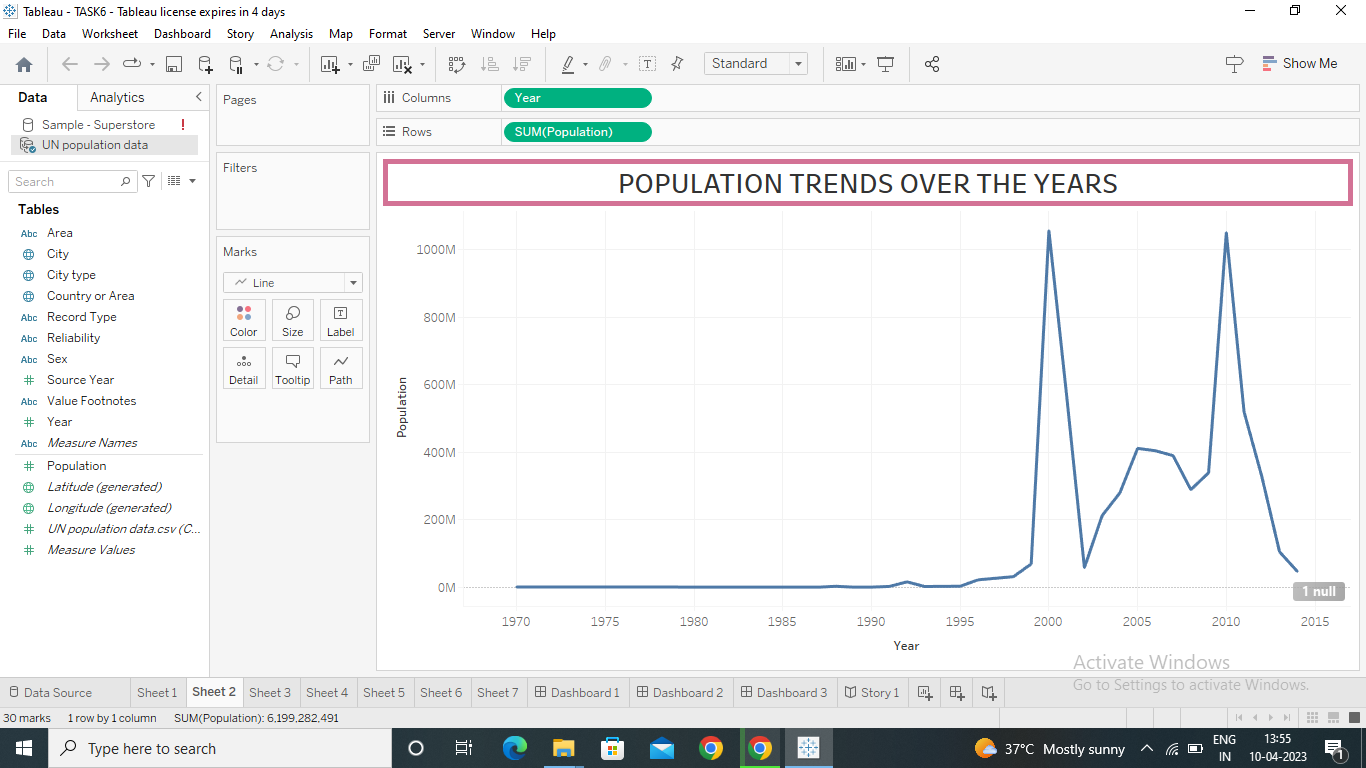 Tableau - TASK6 - Tableau license expires in 4 days
File Data Worksheet Dashboard Story Analysis Map Format Server Window Help
Standard
Show Me
Data Analytics
Sample - Superstore
UN population data
Search
Tables
Abc Area
City
City type
Country or Area
Abc Record Type
Abc Reliability
Abc Sex
# Source Year
Abc Value Footnotes
# Year
Abc Measure Names
# Population
Latitude (generated)
Longitude (generated)
# UN population data.csv (C...
# Measure Values
Pages
Filters
Marks
Line
Color Size Label
Detail Tooltip Path
Columns Year
Rows SUM(Population)
POPULATION TRENDS OVER THE YEARS
1000M
800M
600M
400M
200M
0M
Population
1 null
1970 1975 1980 1985 1990 1995 2000 2005 2010 2015
Year
Activate Windows
Go to Settings to activate Windows.
Data Source Sheet 1 Sheet 2 Sheet 3 Sheet 4 Sheet 5 Sheet 6 Sheet 7 Dashboard 1 Dashboard 2 Dashboard 3 Story 1
30 marks 1 row by 1 column SUM(Population): 6,199,282,491
Type here to search
37°C Mostly sunny
ENG
IN
13:55
10-04-2023
1